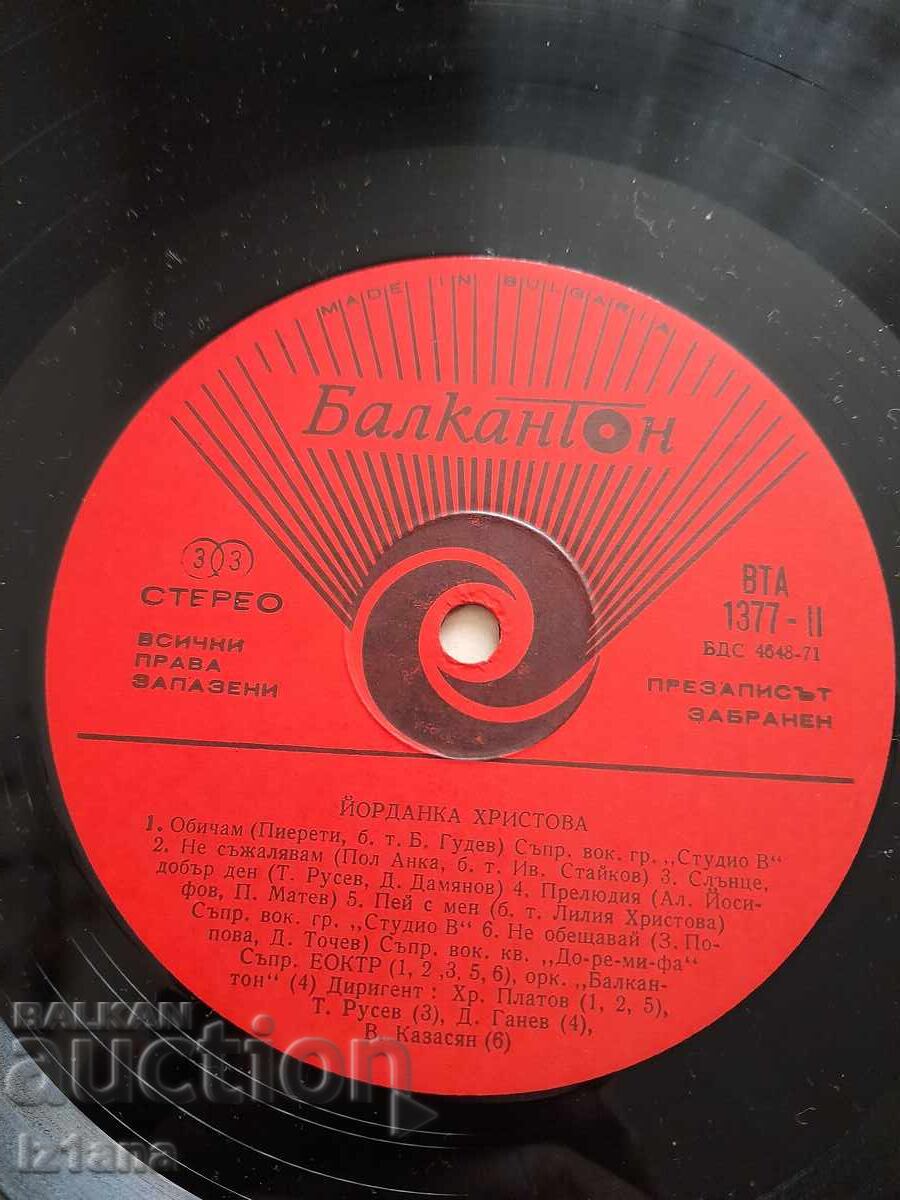 MADE IN BULGARIA
БалканТон
33
СТЕРЕО
ВСИЧКИ
ПРАВА
ЗАПАЗЕНИ
ВТА
1377 - II
БДС 4648-71
ПРЕЗАПИСЪТ
ЗАБРАНЕН
ЙОРДАНКА ХРИСТОВА
1. Обичам (Пиерети, б. т. Б. Гудев) Съпр. вок. гр. „Студио В"
2. Не съжалявам (Пол Анка, б. т. Ив. Стайков) 3. Слънце,
добър ден (Т. Русев, Д. Дамянов) 4. Прелюдия (Ал. Йоси-
фов, П. Матев) 5. Пей с мен (б. т. Лилия Христова)
Съпр. вок. гр. „Студио В" 6. Не обещавай (З. По-
пова, Д. Точев) Съпр. вок. кв. „До-ре-ми-фа"
Съпр. ЕОКТР (1, 2 ,3, 5, 6), орк. „Балкан-
тон" (4) Диригент : Хр. Платов (1, 2, 5),
Т. Русев (3), Д. Ганев (4),
В. Казасян (6)
BALKAN
auction
iz1ana